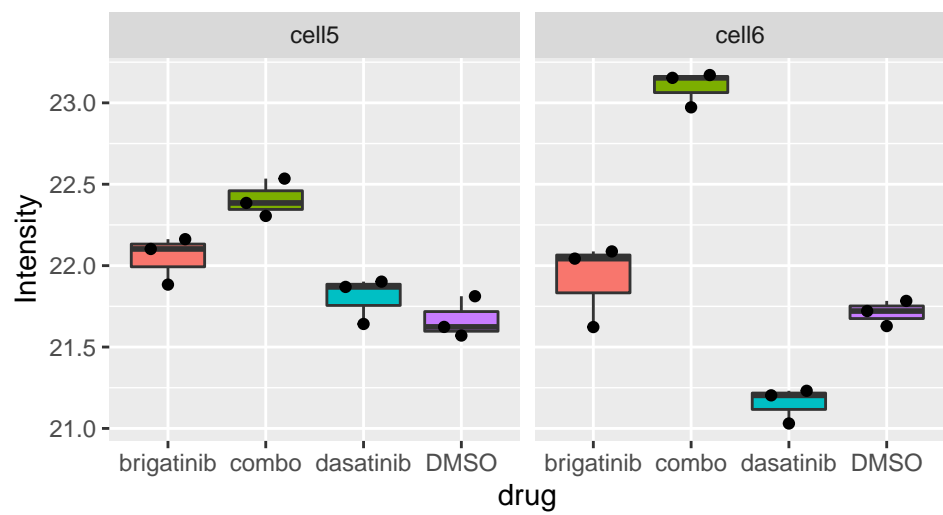 cell5 cell6
Intensity
23.0
22.5
22.0
21.5
21.0
brigatinib combo dasatinib DMSO brigatinib combo dasatinib DMSO
drug